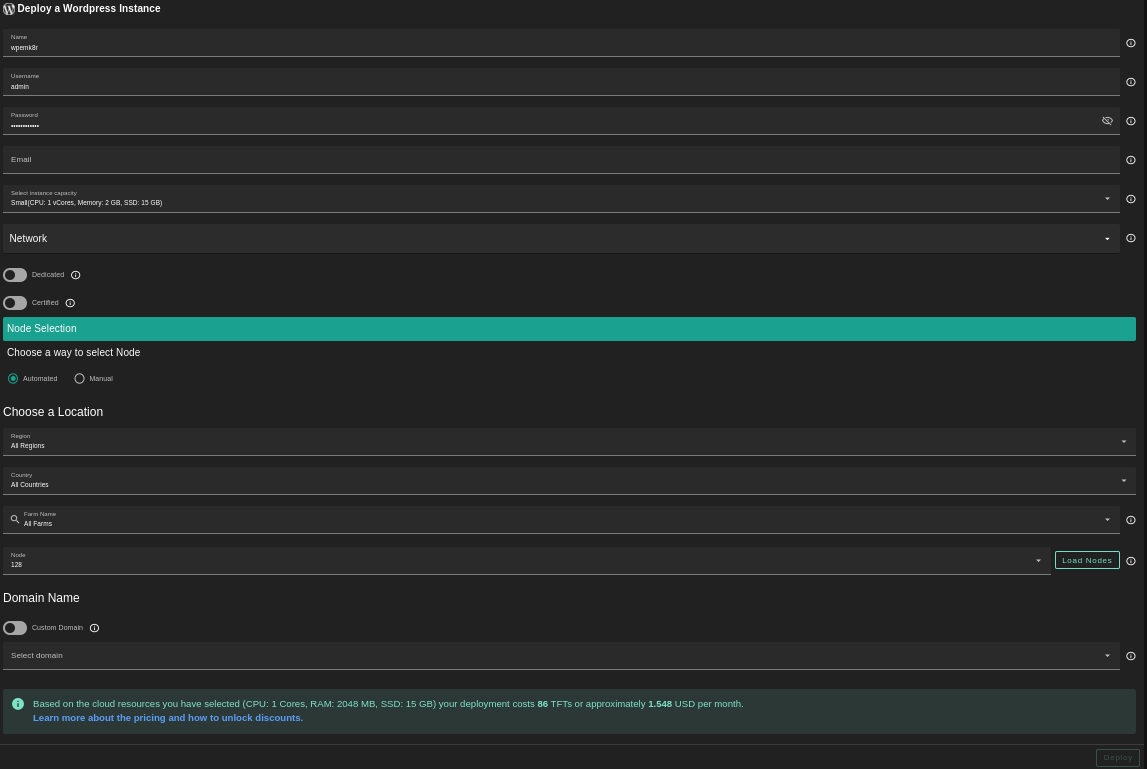 Deploy a Wordpress Instance
Name
wpemk8r
Username
admin
Password
••••••••••••
Email
Select instance capacity
Small(CPU: 1 vCores, Memory: 2 GB, SSD: 15 GB)
Network
Dedicated
Certified
Node Selection
Choose a way to select Node
Automated Manual
Choose a Location
Region
All Regions
Country
All Countries
Farm Name
All Farms
Node
128
Load Nodes
Domain Name
Custom Domain
Select domain
Based on the cloud resources you have selected (CPU: 1 Cores, RAM: 2048 MB, SSD: 15 GB) your deployment costs 86 TFTs or approximately 1.548 USD per month.
Learn more about the pricing and how to unlock discounts.
Deploy